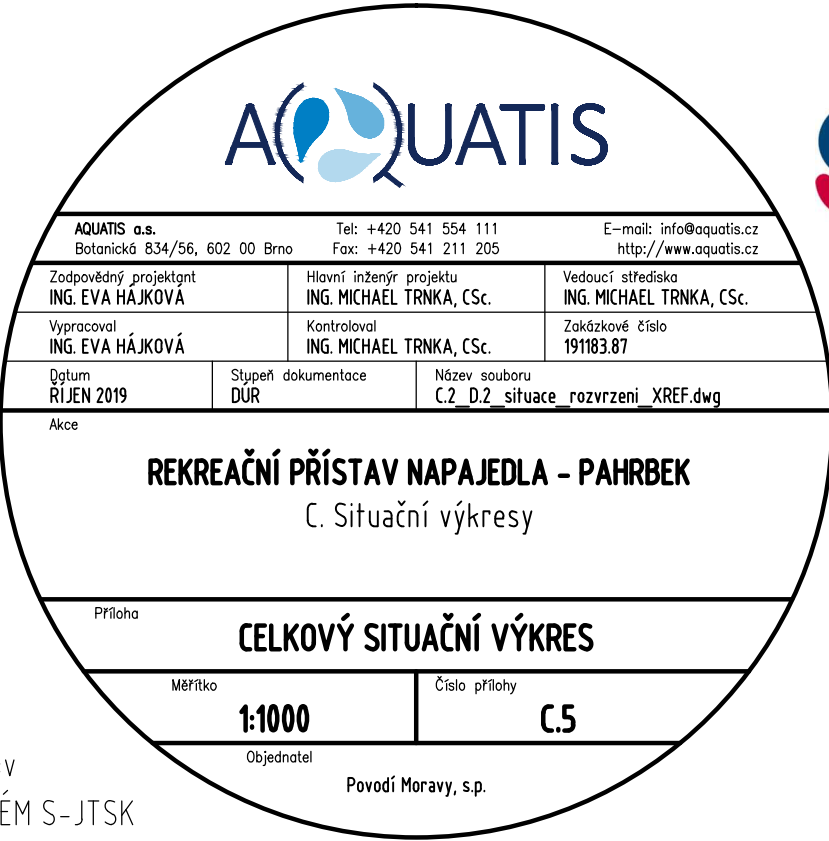 AQUATIS
AQUATIS a.s. Tel: +420 541 554 111 E-mail: info@aquatis.cz
Botanická 834/56, 602 00 Brno Fax: +420 541 211 205 http://www.aquatis.cz
Zodpovědný projektant Hlavní inženýr projektu Vedoucí střediska
ING. EVA HÁJKOVÁ ING. MICHAEL TRNKA, CSc. ING. MICHAEL TRNKA, CSc.
Vypracoval Kontroloval Zakázkové číslo
ING. EVA HÁJKOVÁ ING. MICHAEL TRNKA, CSc. 191183.87
Datum Stupeň dokumentace Název souboru
ŘÍJEN 2019 DÚR C.2_D.2_situace_rozvrzeni_XREF.dwg
Akce
REKREAČNÍ PŘÍSTAV NAPAJEDLA - PAHRBEK
C. Situační výkresy
Příloha
CELKOVÝ SITUAČNÍ VÝKRES
Měřítko Číslo přílohy
1:1000 C.5
Objednatel
Povodí Moravy, s.p.
S-JTSK